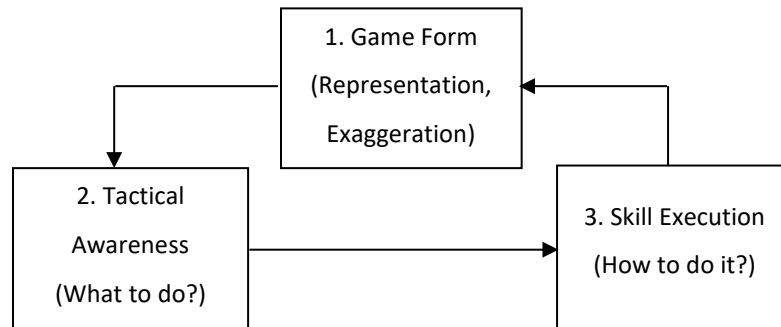 1. Game Form
(Representation,
Exaggeration)
2. Tactical
Awareness
(What to do?)
3. Skill Execution
(How to do it?)